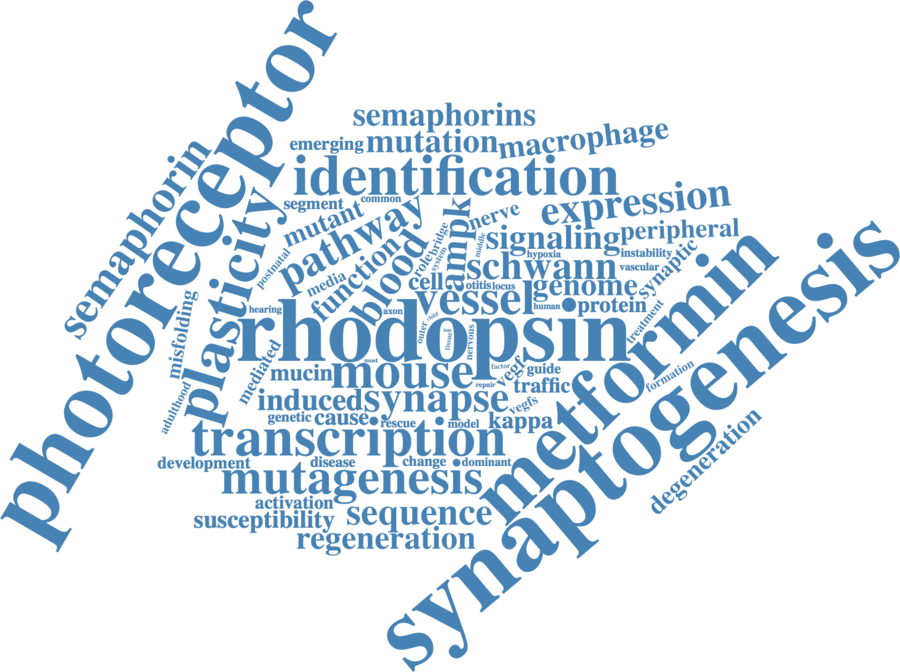 photoreceptor
semaphorins
emerging
mutation
macrophage
semaphorin
identification
segment
common
mutant
pathway
nerve
expression
plasticity
postnatal
function
blood
role
bridge
system
ampk
middle
signaling
peripheral
hypoxia
instability
vascular
synaptic
schwann
media
cell
otitis
locus
genome
vessel
human
protein
metformin
synaptogenesis
misfolding
hearing
rhodopsin
axon
outer
child
loss
tissue
nervous
treatment
mediated
most
mucin
mouse
factor
repair
vegf
guide
traffic
formation
adulthood
induced
synapse
vegfs
genetic
cause
rescue
model
kappa
transcription
development
disease
change
dominant
degeneration
mutagenesis
activation
susceptibility
sequence
regeneration